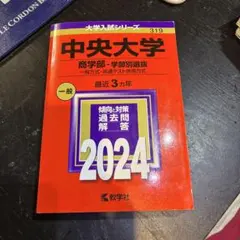 大学入試シリーズ
319
中央大学
商学部-学部別選抜
一般方式・共通テスト併用方式
最近3カ年
一般
傾向と対策
過去問
解答
2024
教学社